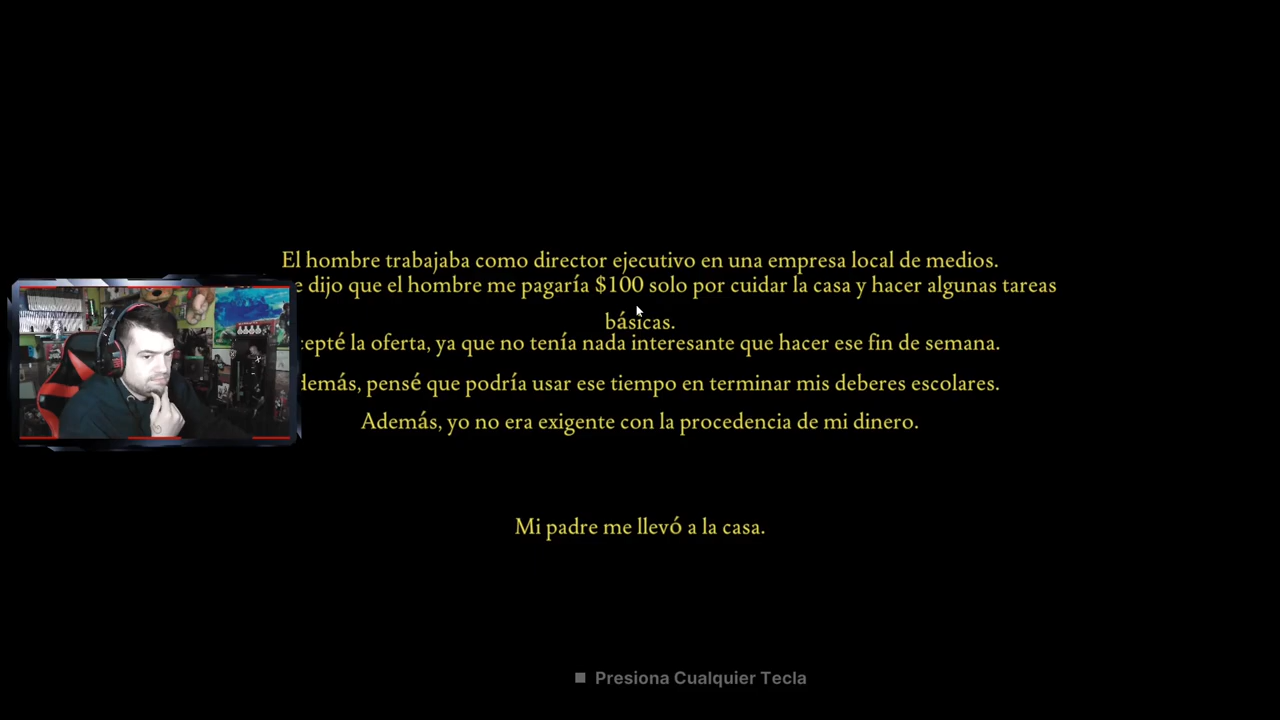 El hombre trabajaba como director ejecutivo en una empresa local de medios.
dijo que el hombre me pagaría $100 solo por cuidar la casa y hacer algunas tareas
básicas.
la oferta, ya que no tenía nada interesante que hacer ese fin de semana.
pensé que podría usar ese tiempo en terminar mis deberes escolares.
Además, yo no era exigente con la procedencia de mi dinero.
Mi padre me llevó a la casa.
Presiona Cualquier Tecla